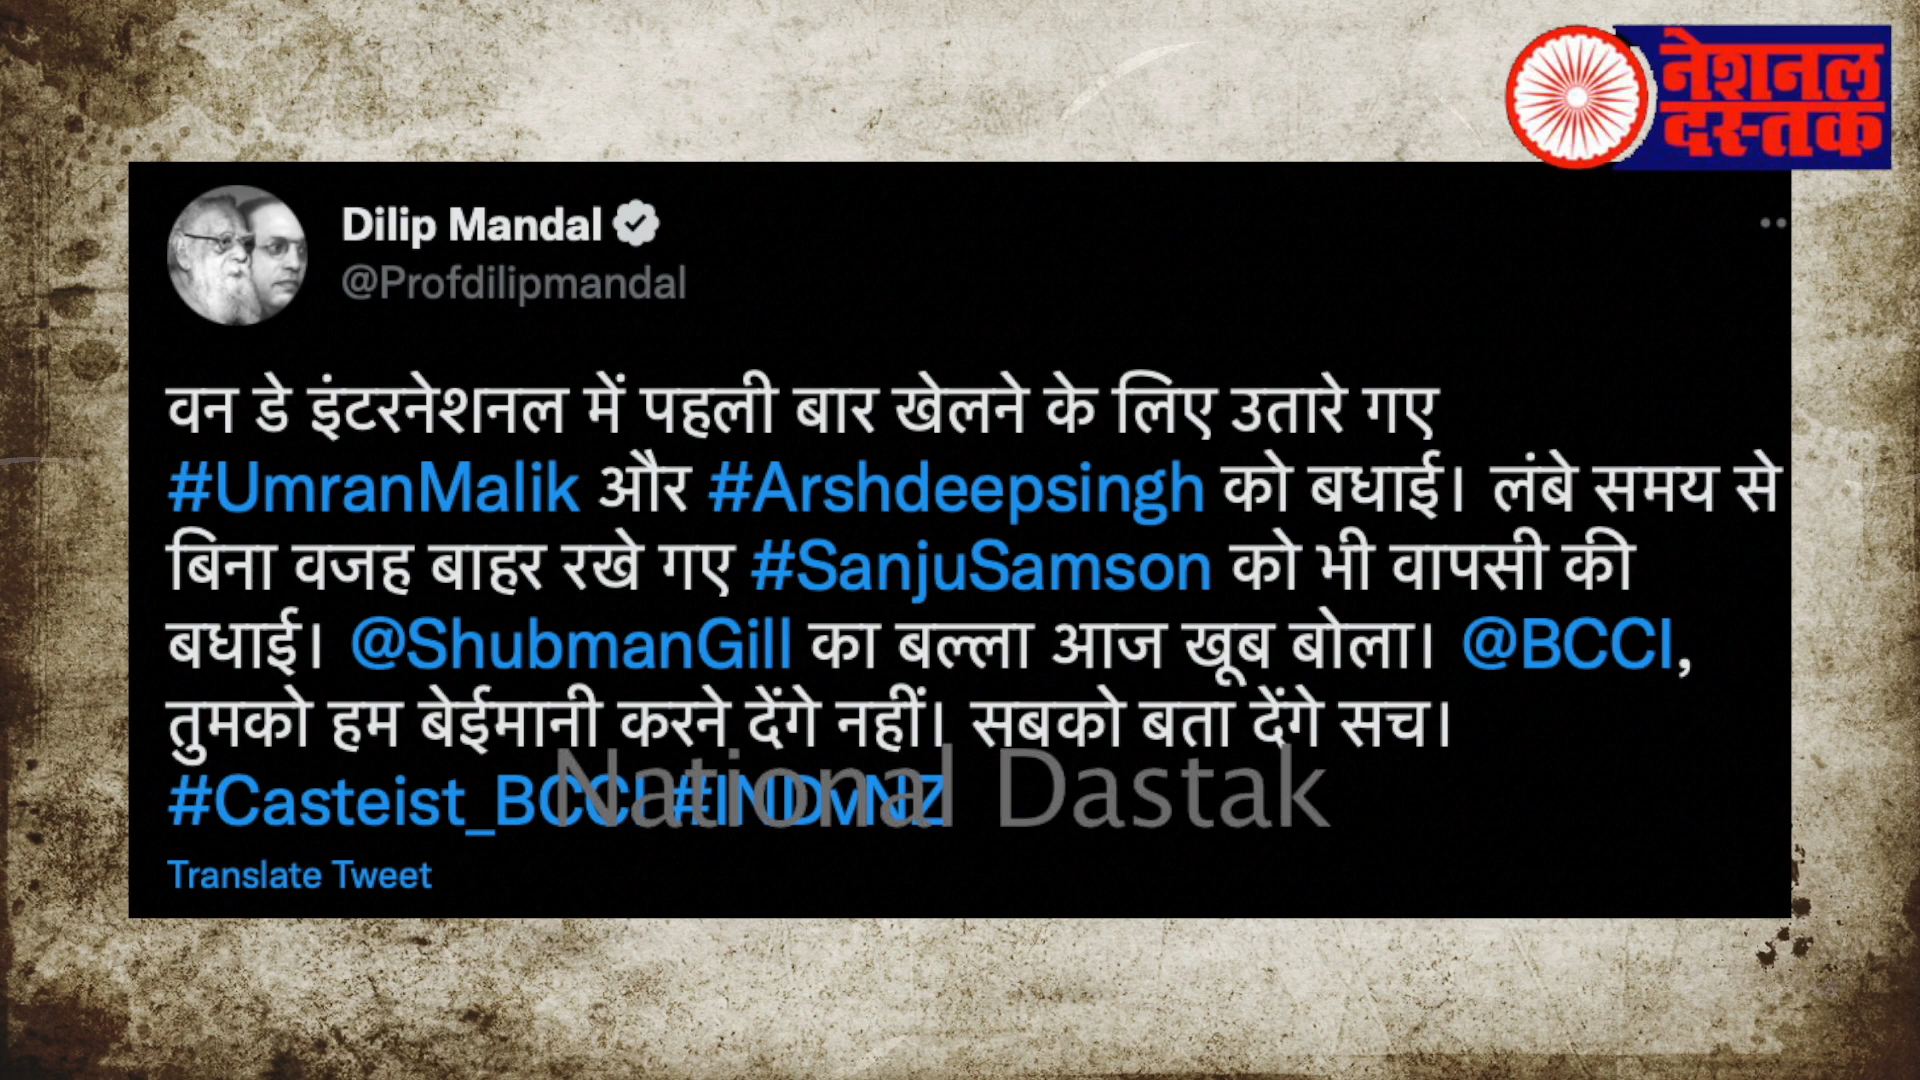 नेशनल
दस्तक
Dilip Mandal
@Profdilipmandal
वन डे इंटरनेशनल में पहली बार खेलने के लिए उतारे गए
#UmranMalik और #Arshdeepsingh को बधाई। लंबे समय से
बिना वजह बाहर रखे गए #SanjuSamson को भी वापसी की
बधाई। @ShubmanGill का बल्ला आज खूब बोला। @BCCI,
तुमको हम बेईमानी करने देंगे नहीं। सबको बता देंगे सच।
#Casteist_BCCI #INDvNZ
National Dastak
Translate Tweet